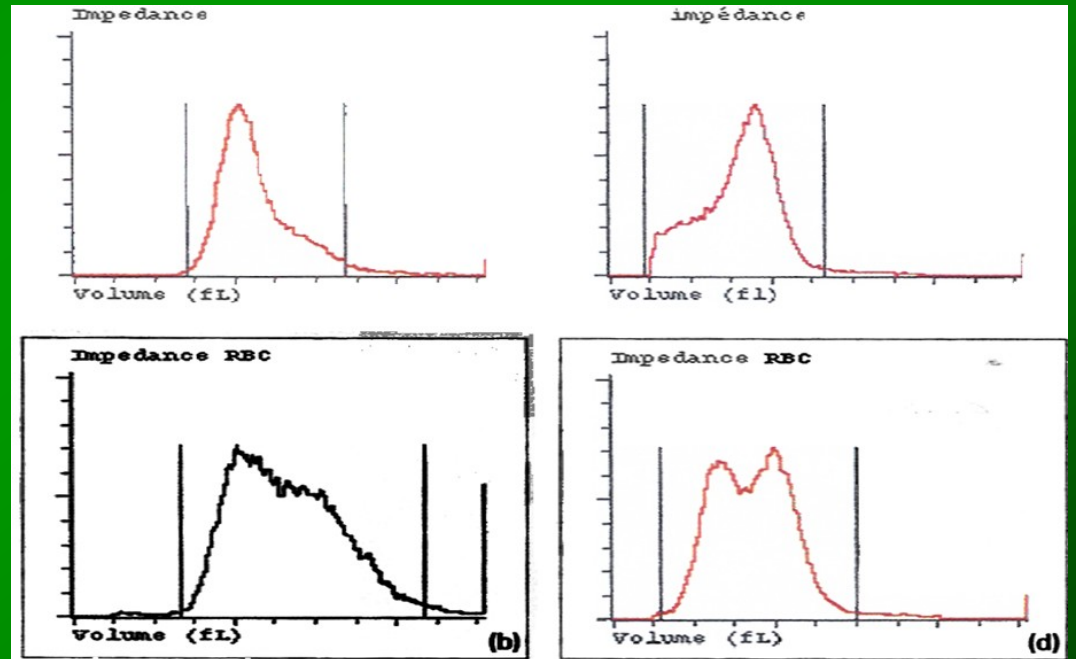 Impedance
impédance
Volume (fL)
Volume (fl)
Impedance RBC
Impedance RBC
Volume (fL)
(b)
Volume (fL)
(d)